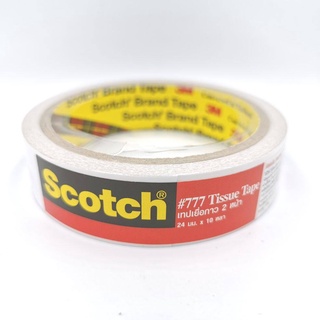 Scotch® Brand Tape 3M
Scotch®
#777 Tissue Tape
เทปเยื่อกาว 2 หน้า
24 มม. x 10 หลา